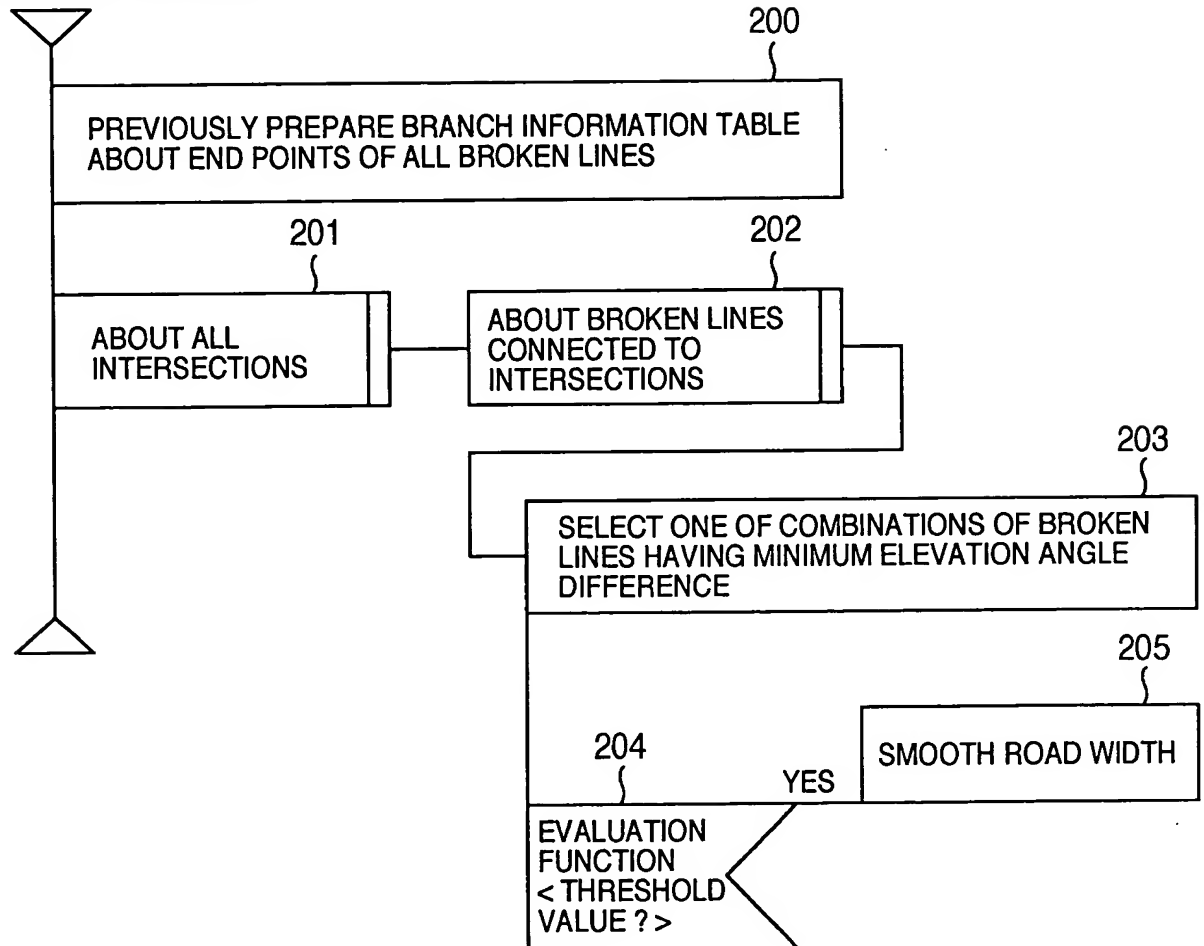 200
PREVIOUSLY PREPARE BRANCH INFORMATION TABLE
ABOUT END POINTS OF ALL BROKEN LINES
201
202
ABOUT ALL
INTERSECTIONS
ABOUT BROKEN LINES
CONNECTED TO
INTERSECTIONS
203
SELECT ONE OF COMBINATIONS OF BROKEN
LINES HAVING MINIMUM ELEVATION ANGLE
DIFFERENCE
205
SMOOTH ROAD WIDTH
204
YES
EVALUATION
FUNCTION
< THRESHOLD
VALUE ? >